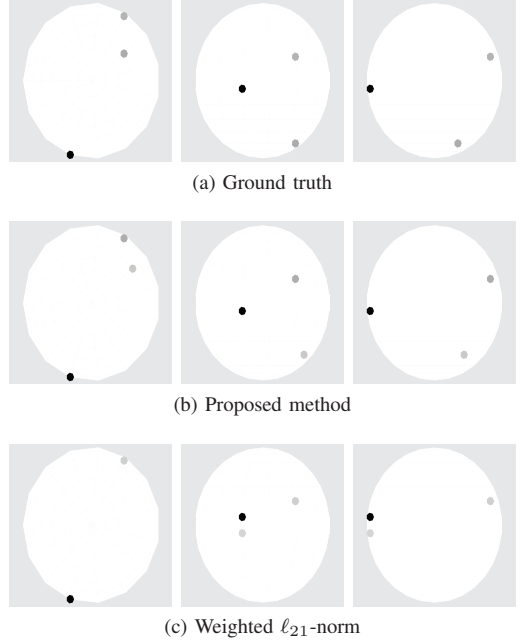 (a) Ground truth
(b) Proposed method
(c) Weighted ℓ₂₁-norm